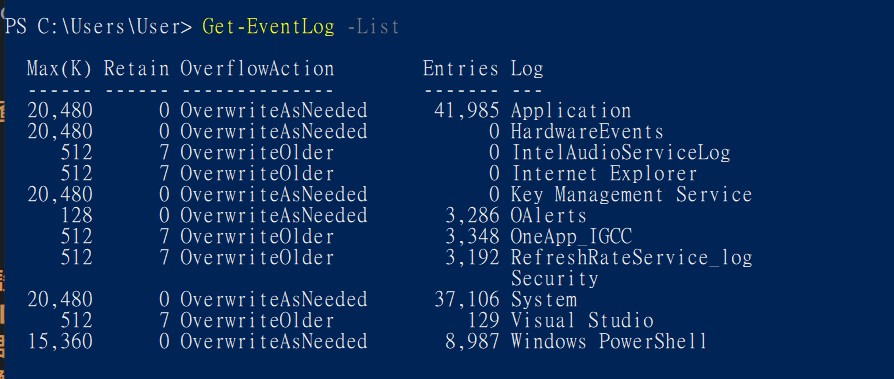 PS C:\Users\User> Get-EventLog -List
Max(K) Retain OverflowAction Entries Log
------ ------ -------------- ------- ---
20,480 0 OverwriteAsNeeded 41,985 Application
20,480 0 OverwriteAsNeeded 0 HardwareEvents
512 7 OverwriteOlder 0 IntelAudioServiceLog
512 7 OverwriteOlder 0 Internet Explorer
20,480 0 OverwriteAsNeeded 0 Key Management Service
128 0 OverwriteAsNeeded 3,286 OAlerts
512 7 OverwriteOlder 3,348 OneApp_IGCC
512 7 OverwriteOlder 3,192 RefreshRateService_log
Security
20,480 0 OverwriteAsNeeded 37,106 System
512 7 OverwriteOlder 129 Visual Studio
15,360 0 OverwriteAsNeeded 8,987 Windows PowerShell